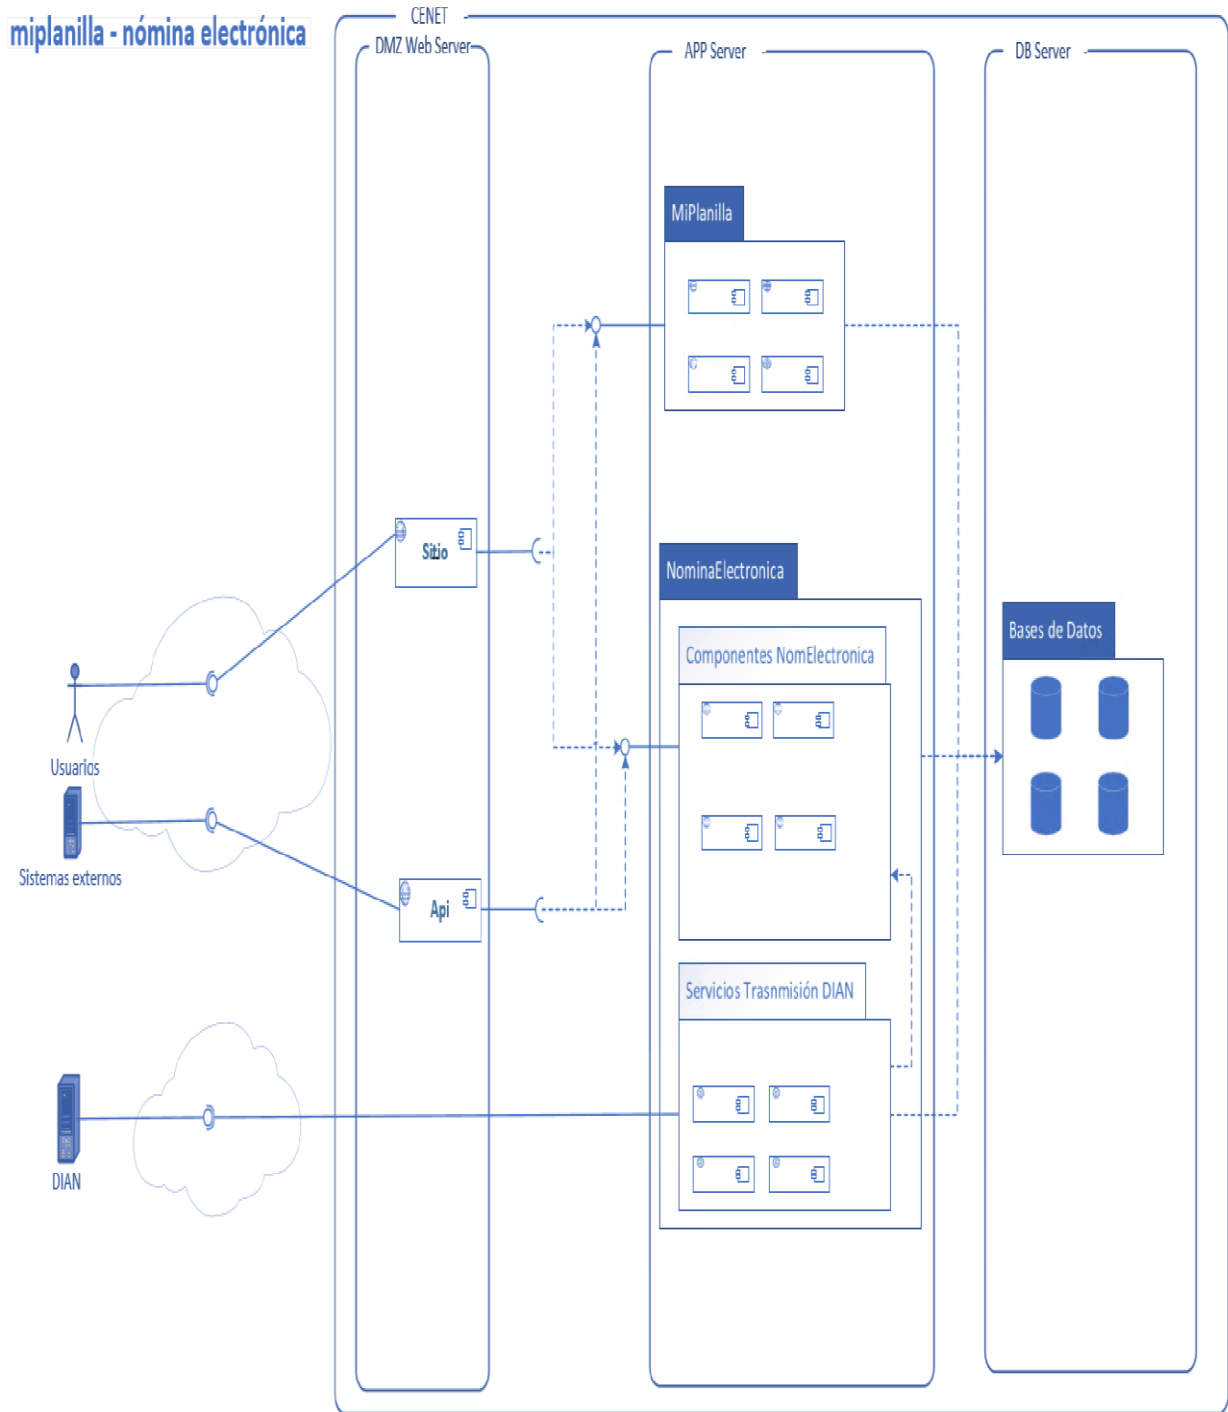 miplanilla - nómina electrónica
CENET
DMZ Web Server
APP Server
DB Server
MiPlanilla
Sitio
NominaElectronica
Componentes NomElectronica
Bases de Datos
Usuarios
Sistemas externos
Api
Servicios Trasnmisión DIAN
DIAN